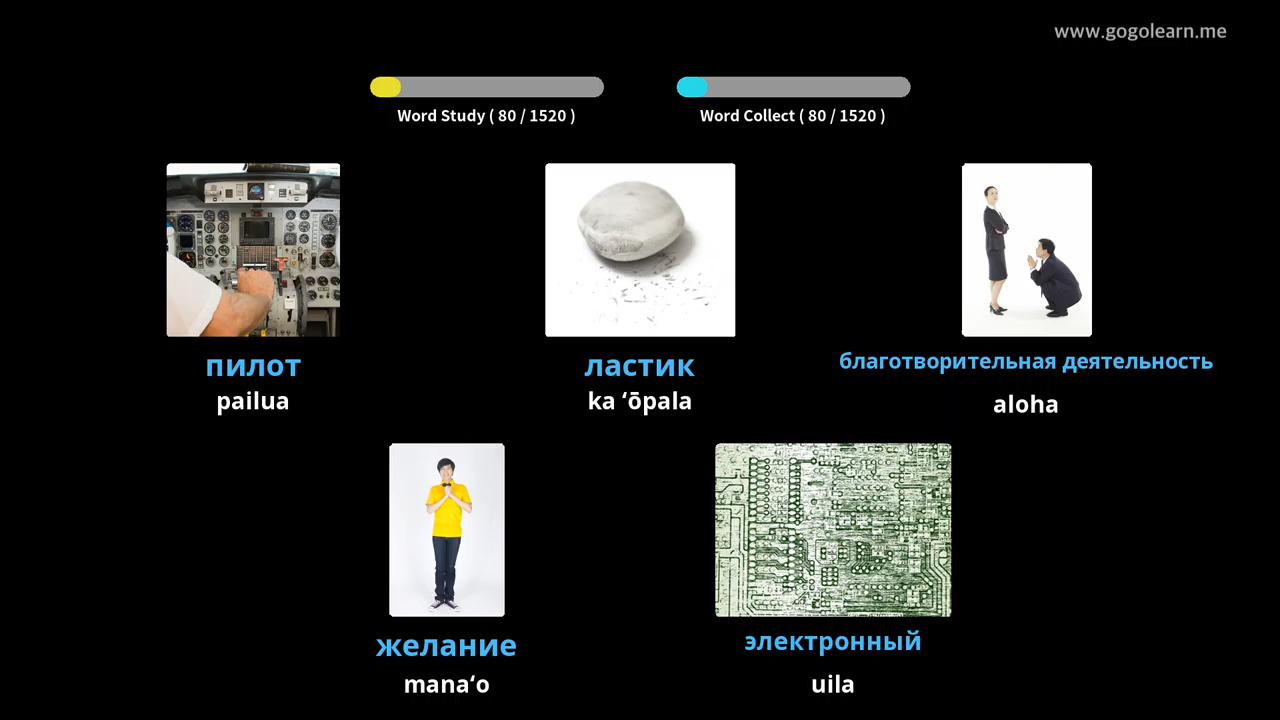 www.gogolearn.me
Word Study ( 80 / 1520 )
Word Collect ( 80 / 1520 )
пилот
pailua
ластик
ka ʻōpala
благотворительная деятельность
aloha
желание
manaʻo
электронный
uila